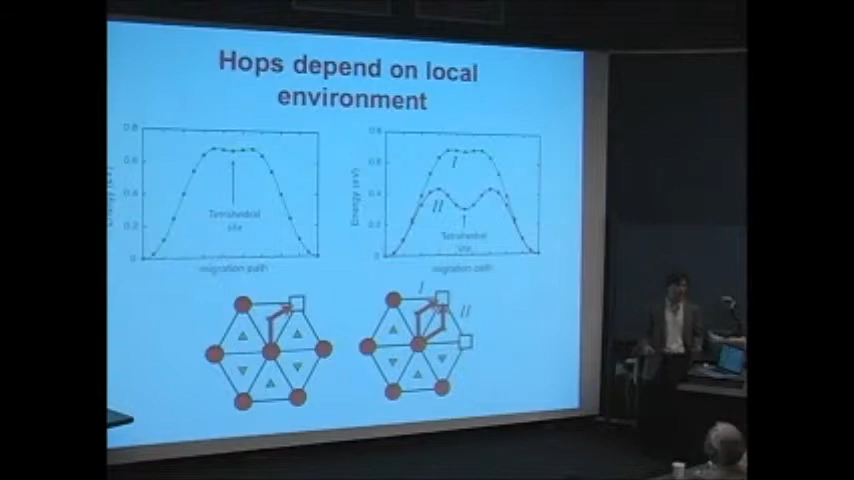 Hops depend on local
environment
0.8
0.6
0.4
0.2
0
Tetrahedral
site
migration path
0.8
0.6
0.4
0.2
0
Energy (eV)
I
II
Tetrahedral
site
migration path
I
II